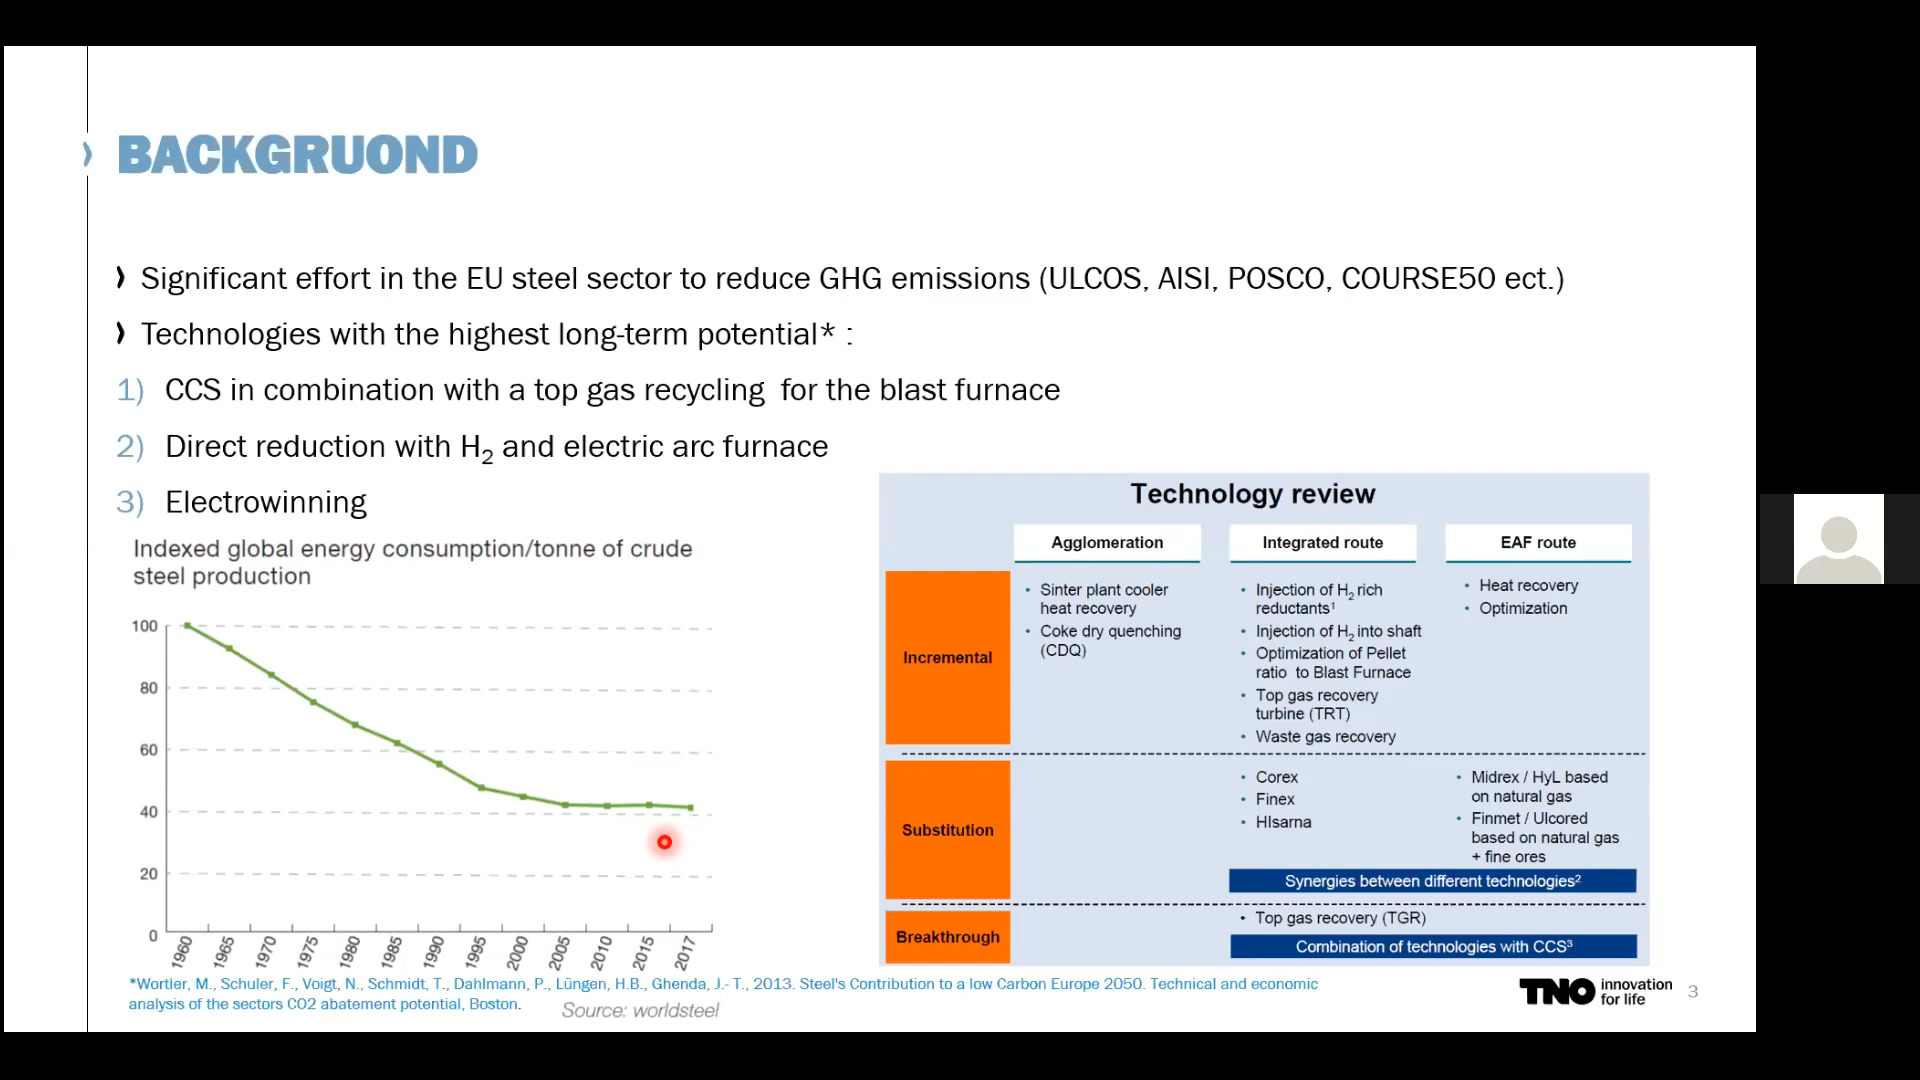 BACKGRUOND
Significant effort in the EU steel sector to reduce GHG emissions (ULCOS, AISI, POSCO, COURSE50 ect.)
Technologies with the highest long-term potential* :
1) CCS in combination with a top gas recycling for the blast furnace
2) Direct reduction with H2 and electric arc furnace
3) Electrowinning
Indexed global energy consumption/tonne of crude
steel production
100
80
60
40
20
0
1960 1965 1970 1975 1980 1985 1990 1995 2000 2005 2010 2015 2017
Technology review
Agglomeration
Integrated route
EAF route
Incremental
• Sinter plant cooler
heat recovery
• Coke dry quenching
(CDQ)
• Injection of H2 rich
reductants¹
• Injection of H2 into shaft
• Optimization of Pellet
ratio to Blast Furnace
• Top gas recovery
turbine (TRT)
• Waste gas recovery
• Heat recovery
• Optimization
Substitution
• Corex
• Finex
• HIsarna
• Midrex / HyL based
on natural gas
• Finmet / Ulcored
based on natural gas
+ fine ores
Synergies between different technologies²
Breakthrough
• Top gas recovery (TGR)
Combination of technologies with CCS³
*Wortler, M., Schuler, F., Voigt, N., Schmidt, T., Dahlmann, P., Lüngen, H.B., Ghenda, J.- T., 2013. Steel's Contribution to a low Carbon Europe 2050. Technical and economic
analysis of the sectors CO2 abatement potential, Boston.
Source: worldsteel
TNO innovation
for life
3